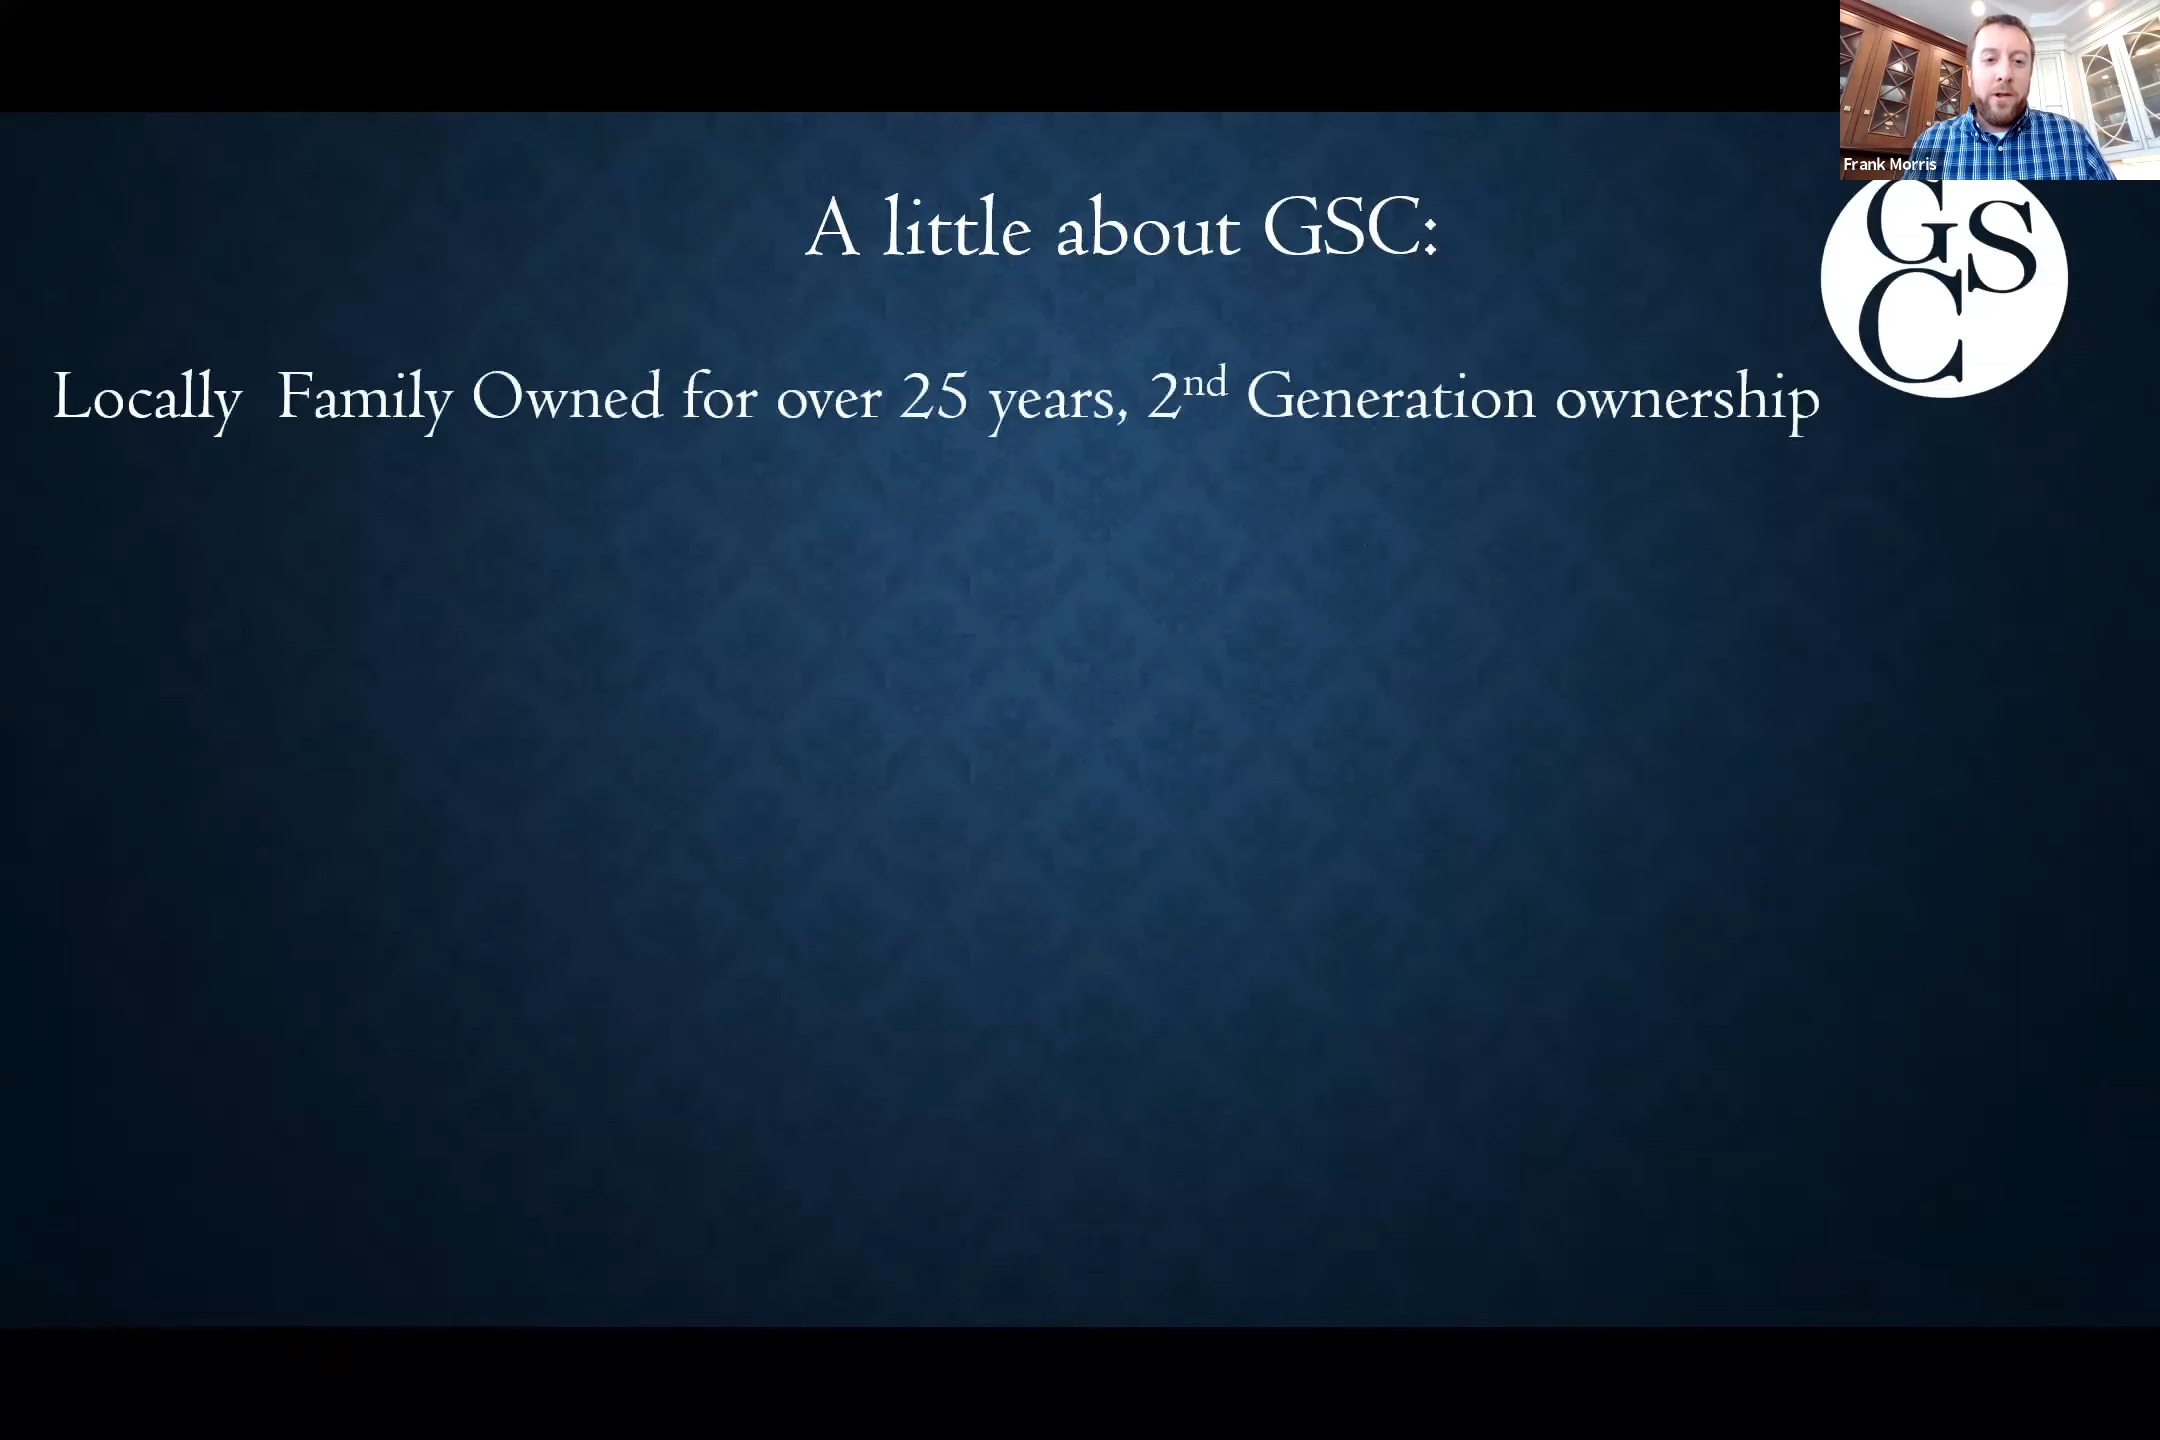 Frank Morris
A little about GSC:
GSC
Locally  Family Owned for over 25 years, 2nd Generation ownership